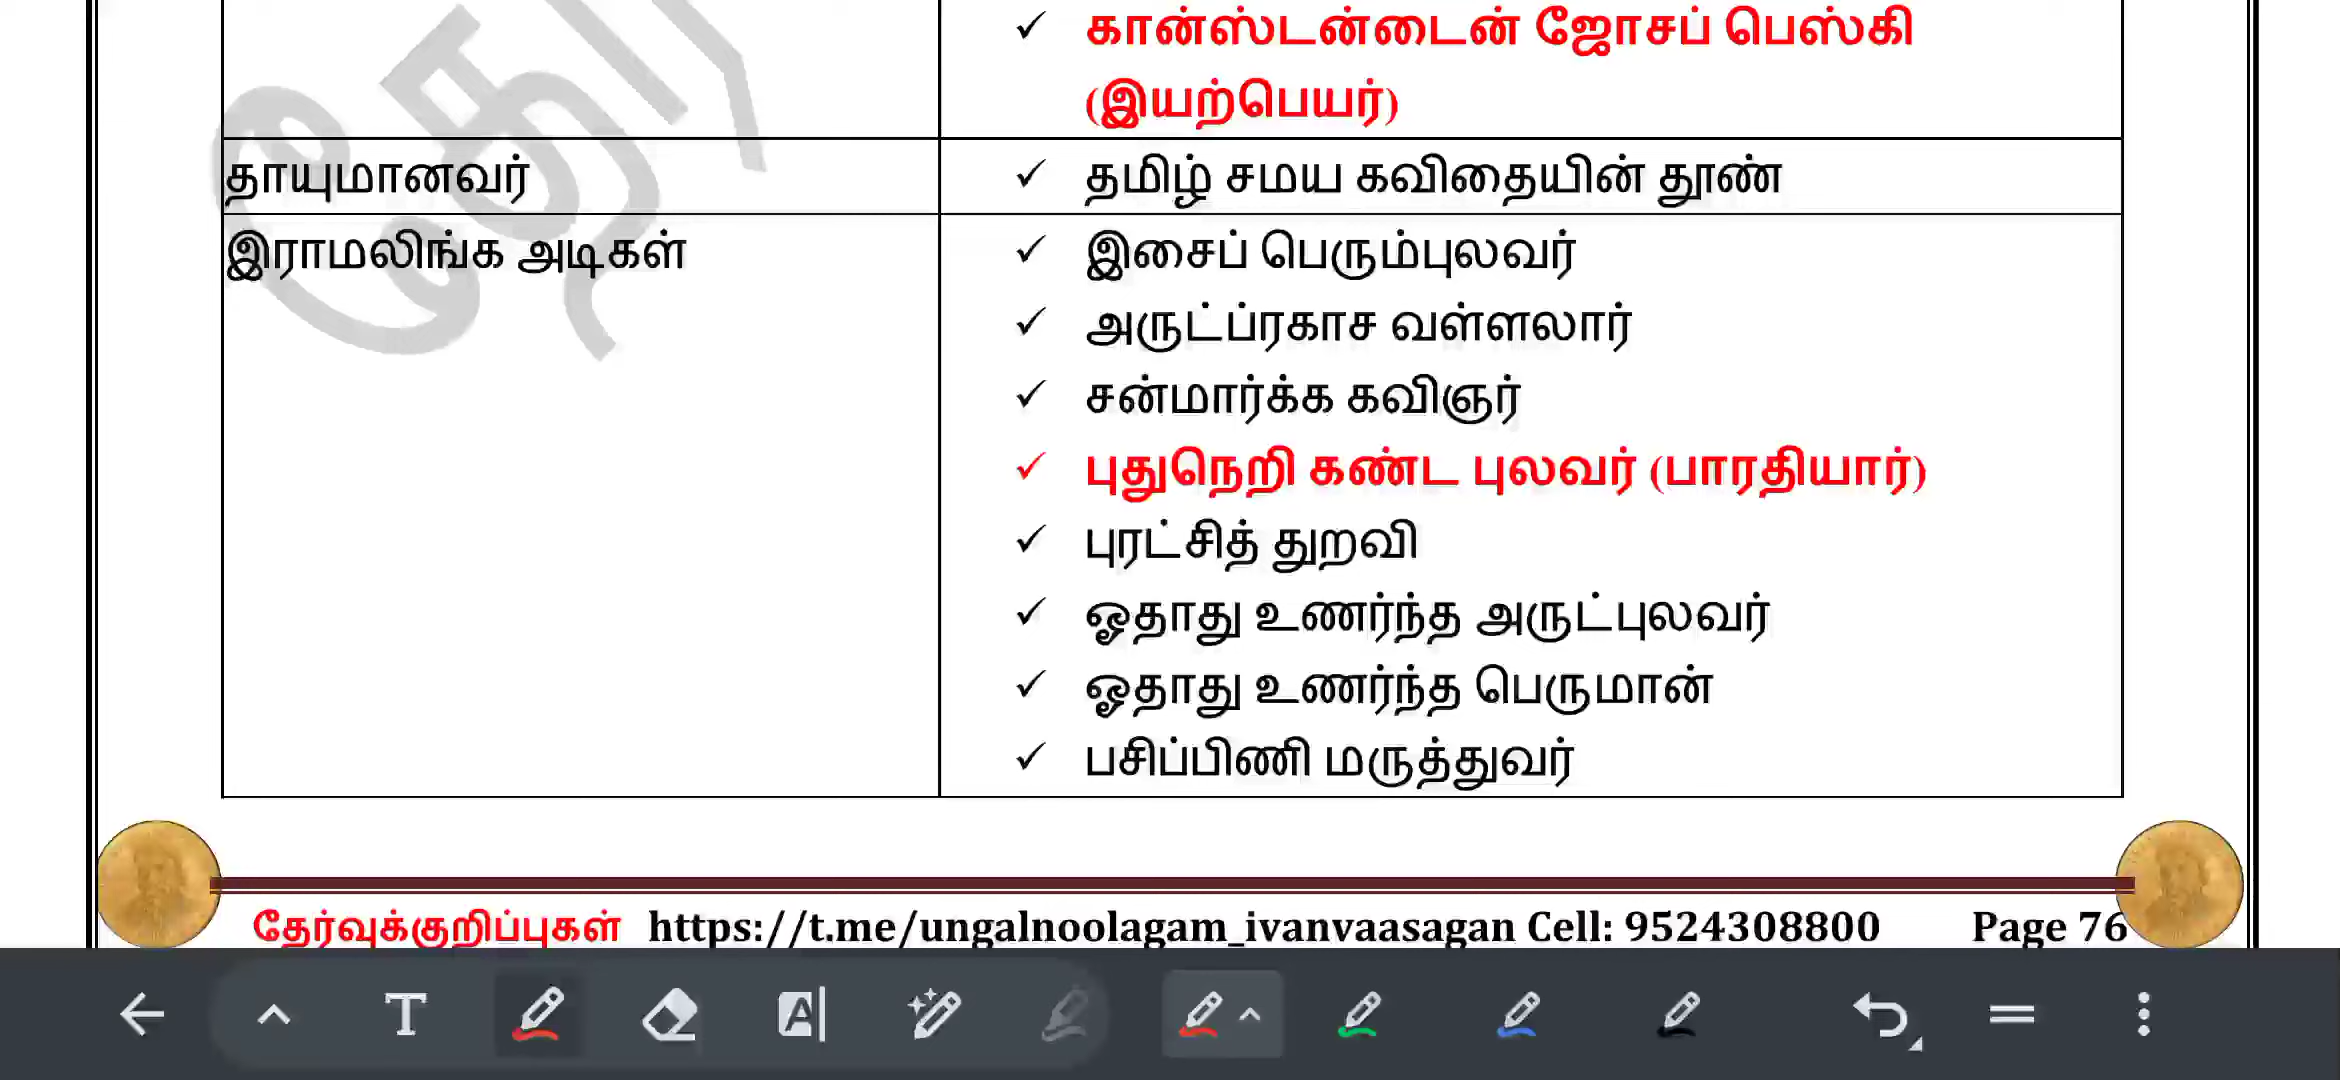 கான்ஸ்டன்டைன் ஜோசப் பெஸ்கி
(இயற்பெயர்)
தாயுமானவர்
✓ தமிழ் சமய கவிதையின் தூண்
இராமலிங்க அடிகள்
✓ இசைப் பெரும்புலவர்
✓ அருட்ப்ரகாச வள்ளலார்
✓ சன்மார்க்க கவிஞர்
✓ புதுநெறி கண்ட புலவர் (பாரதியார்)
✓ புரட்சித் துறவி
✓ ஓதாது உணர்ந்த அருட்புலவர்
✓ ஓதாது உணர்ந்த பெருமான்
✓ பசிப்பிணி மருத்துவர்
தேர்வுக்குறிப்புகள் https://t.me/ungalnoolagam_ivanvaasagan Cell: 9524308800 Page 76